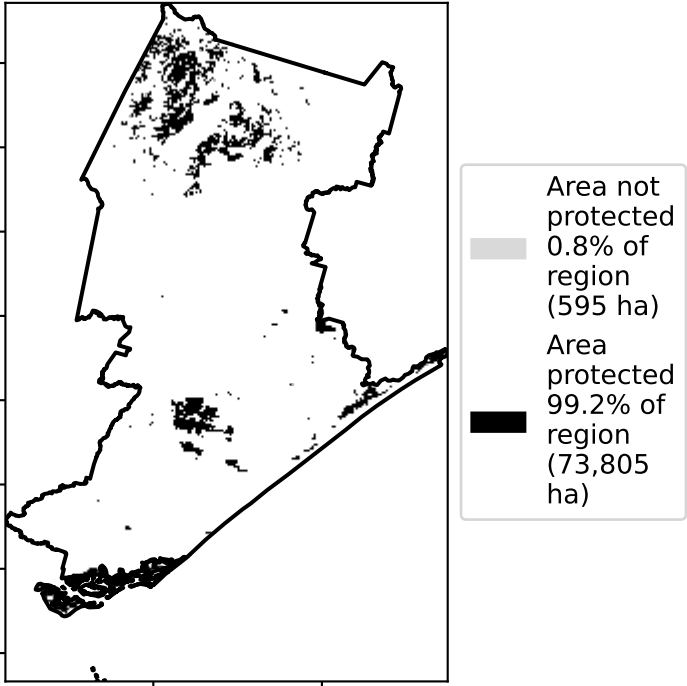 Area not
protected
0.8% of
region
(595 ha)
Area
protected
99.2% of
region
(73,805
ha)